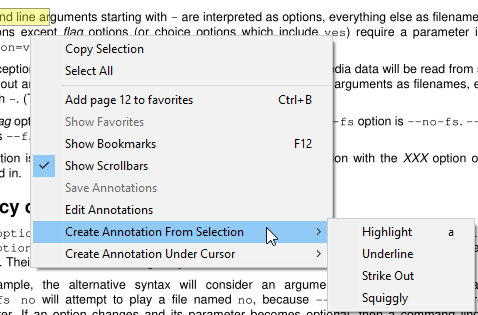 nd line arguments starting with - are interpreted as options, everything else as filename
ns except flag options (or choice options which include yes) require a parameter i
on=v
Copy Selection
ception edia data will be read from s
Select All
out ar arguments as filenames, e
Add page 12 to favorites Ctrl+B
h -. (T
Show Favorites
ag opt -fs option is --no-fs. --
Show Bookmarks F12
s --f
Show Scrollbars
tion is tion with the XXX option o
d in.
Save Annotations
Edit Annotations
cy o
Create Annotation From Selection
Highlight a
Create Annotation Under Cursor
Underline
. Thei
Strike Out
ample, the alternative syntax will consider an argume
Squiggly
fs no will attempt to play a file named no, because --
ter. If an option changes and its parameter becomes optional, then a command line